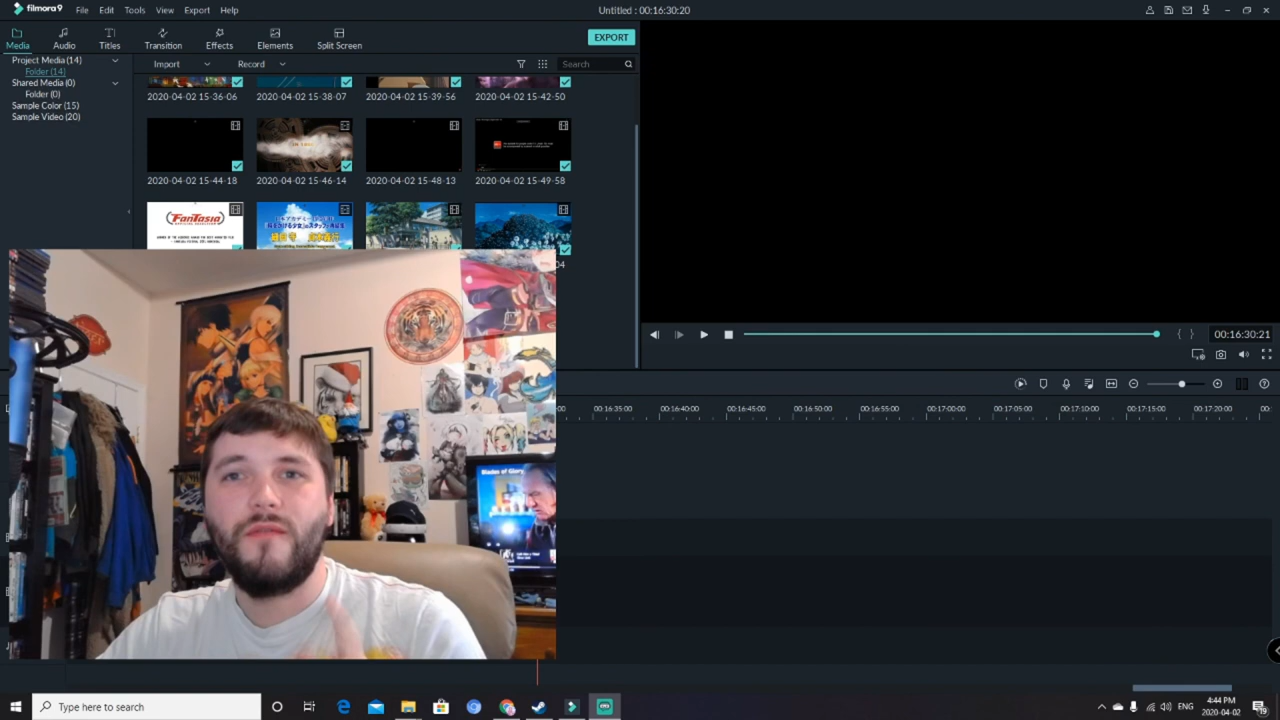 filmora9 File Edit Tools View Export Help Untitled : 00:16:30:20
Media Audio Titles Transition Effects Elements Split Screen EXPORT
Project Media (14)
Folder (14)
Shared Media (0)
Folder (0)
Sample Color (15)
Sample Video (20)
Import Record Search
2020-04-02 15-36-06 2020-04-02 15-38-07 2020-04-02 15-39-56 2020-04-02 15-42-50
2020-04-02 15-44-18 2020-04-02 15-46-14 2020-04-02 15-48-13 2020-04-02 15-49-58
FANTASIA
04
{ } 00:16:30:21
:00 00:16:35:00 00:16:40:00 00:16:45:00 00:16:50:00 00:16:55:00 00:17:00:00 00:17:05:00 00:17:10:00 00:17:15:00 00:17:20:00 00:
Blades of Glory
Type here to search
ENG 4:44 PM
2020-04-02